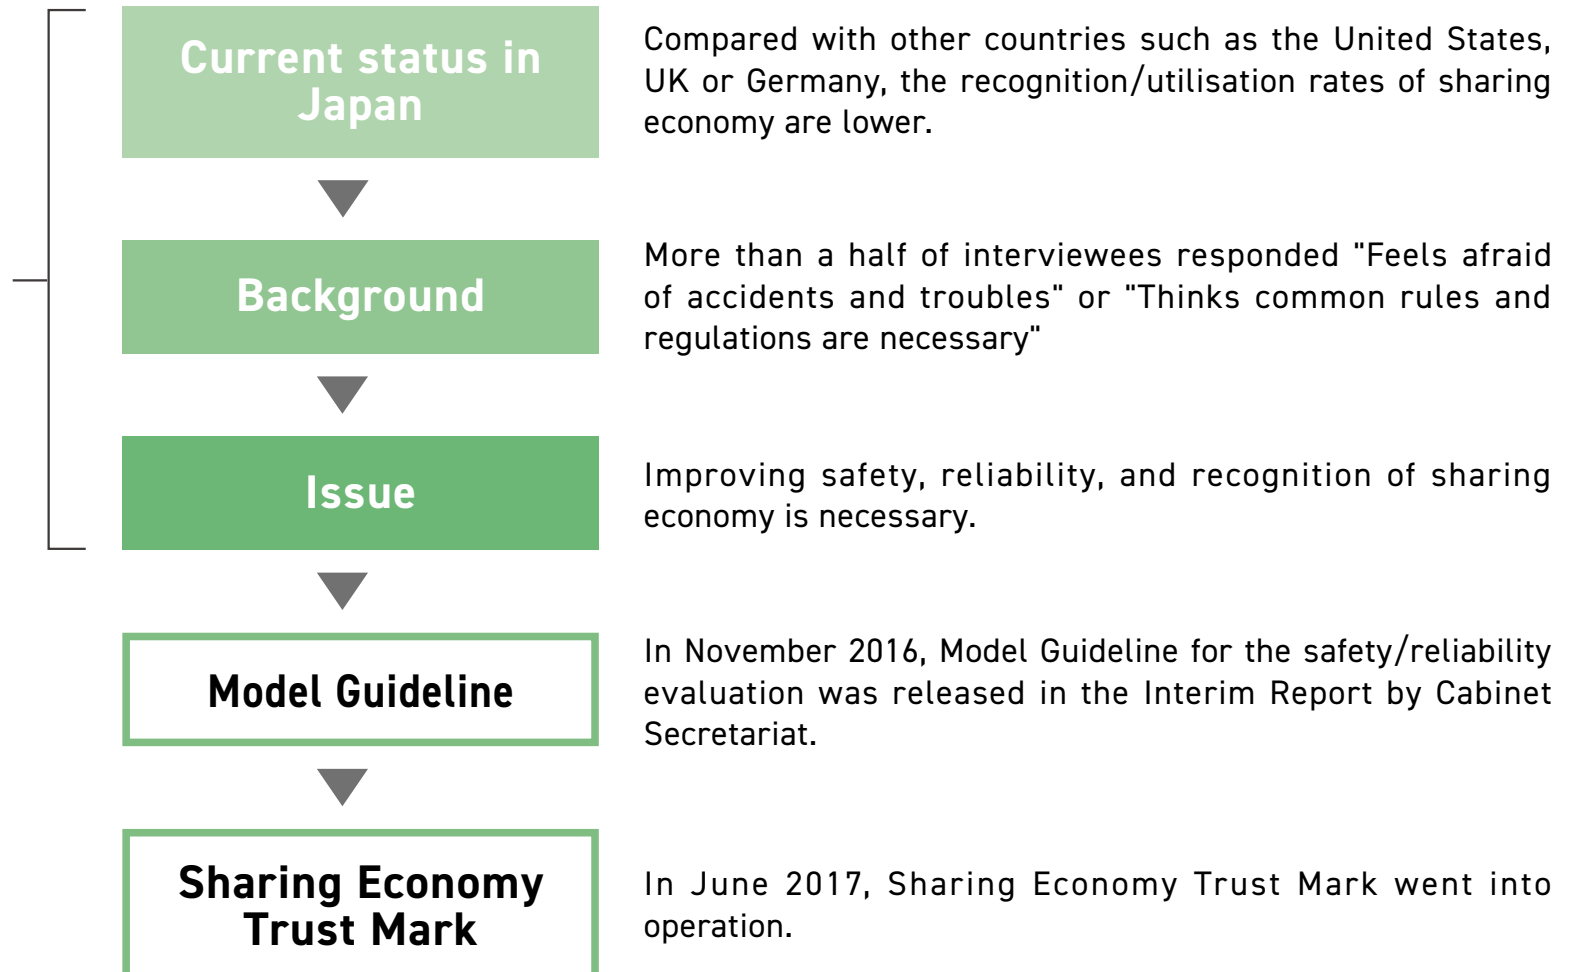 Current status in
Japan
Compared with other countries such as the United States,
UK or Germany, the recognition/utilisation rates of sharing
economy are lower.
Background
More than a half of interviewees responded "Feels afraid
of accidents and troubles" or "Thinks common rules and
regulations are necessary"
Issue
Improving safety, reliability, and recognition of sharing
economy is necessary.
Model Guideline
In November 2016, Model Guideline for the safety/reliability
evaluation was released in the Interim Report by Cabinet
Secretariat.
Sharing Economy
Trust Mark
In June 2017, Sharing Economy Trust Mark went into
operation.